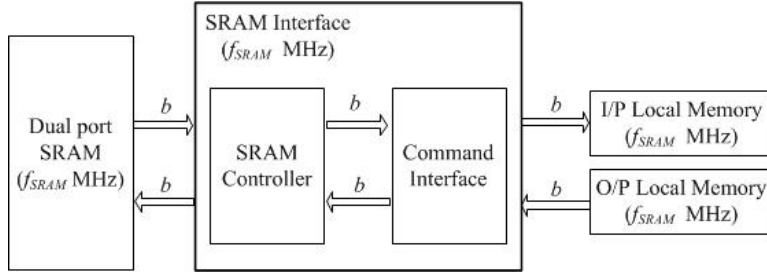 SRAM Interface
(fSRAM MHz)
Dual port
SRAM
(fSRAM MHz)
b
b
SRAM
Controller
b
b
Command
Interface
b
b
I/P Local Memory
(fSRAM MHz)
O/P Local Memory
(fSRAM MHz)